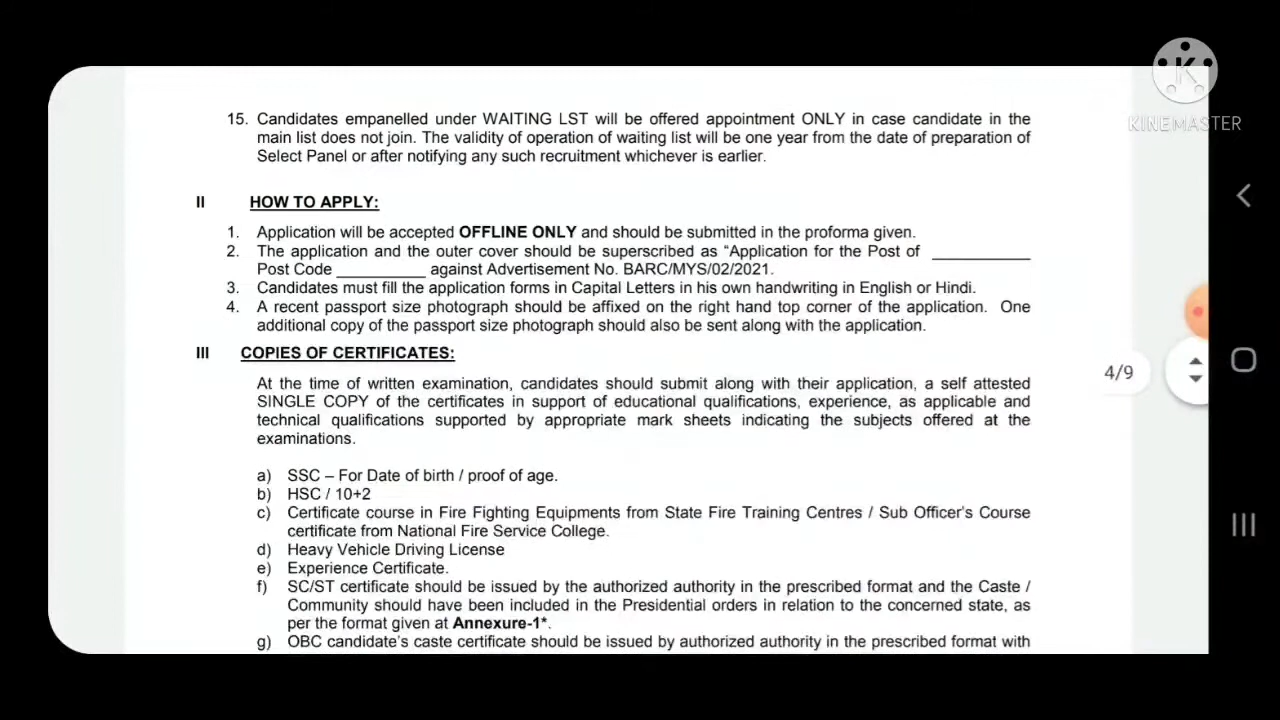 15. Candidates empanelled under WAITING LST will be offered appointment ONLY in case candidate in the
main list does not join. The validity of operation of waiting list will be one year from the date of preparation of
Select Panel or after notifying any such recruitment whichever is earlier.
II HOW TO APPLY:
1. Application will be accepted OFFLINE ONLY and should be submitted in the proforma given.
2. The application and the outer cover should be superscribed as “Application for the Post of __________
Post Code _________ against Advertisement No. BARC/MYS/02/2021.
3. Candidates must fill the application forms in Capital Letters in his own handwriting in English or Hindi.
4. A recent passport size photograph should be affixed on the right hand top corner of the application. One
additional copy of the passport size photograph should also be sent along with the application.
III COPIES OF CERTIFICATES:
At the time of written examination, candidates should submit along with their application, a self attested
SINGLE COPY of the certificates in support of educational qualifications, experience, as applicable and
technical qualifications supported by appropriate mark sheets indicating the subjects offered at the
examinations.
a) SSC – For Date of birth / proof of age.
b) HSC / 10+2
c) Certificate course in Fire Fighting Equipments from State Fire Training Centres / Sub Officer's Course
certificate from National Fire Service College.
d) Heavy Vehicle Driving License
e) Experience Certificate.
f) SC/ST certificate should be issued by the authorized authority in the prescribed format and the Caste /
Community should have been included in the Presidential orders in relation to the concerned state, as
per the format given at Annexure-1*.
g) OBC candidate's caste certificate should be issued by authorized authority in the prescribed format with
4/9
K
KINEMASTER